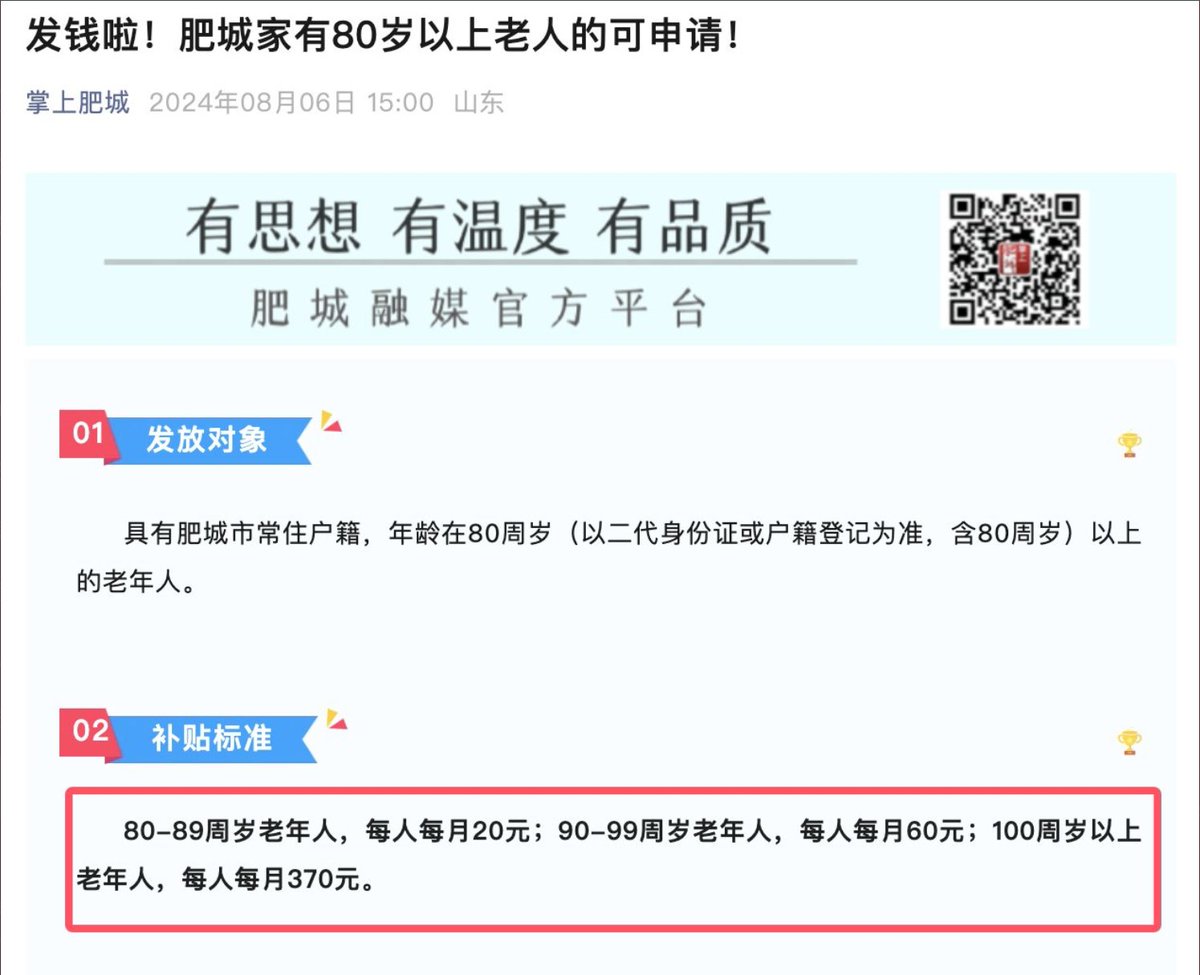 发钱啦！肥城家有80岁以上老人的可申请！
掌上肥城 2024年08月06日 15:00 山东
有思想 有温度 有品质
肥城融媒官方平台
01 发放对象
具有肥城市常住户籍，年龄在80周岁（以二代身份证或户籍登记为准，含80周岁）以上
的老年人。
02 补贴标准
80-89周岁老年人，每人每月20元；90-99周岁老年人，每人每月60元；100周岁以上
老年人，每人每月370元。